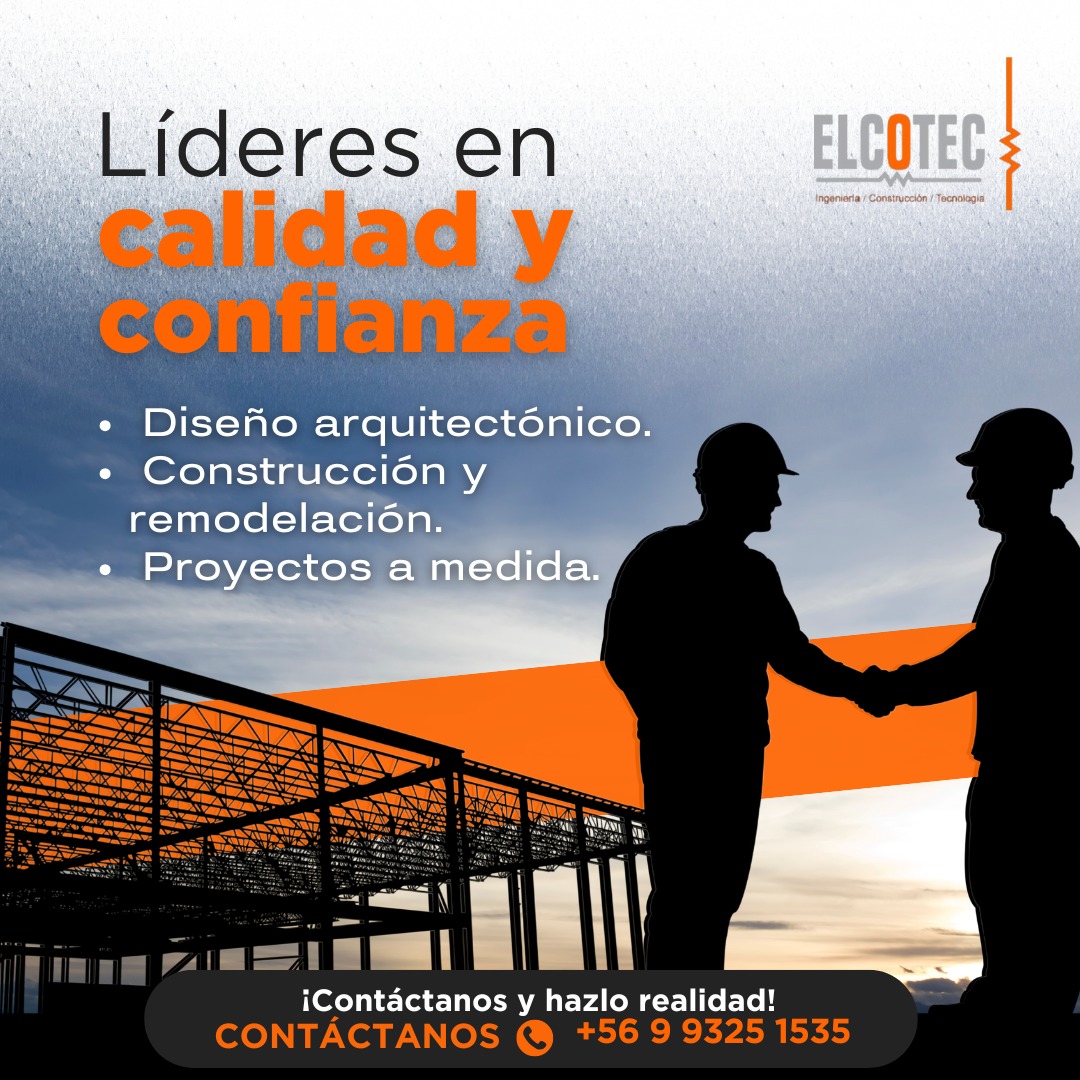 Líderes en
calidad y
confianza
ELCOTEC
Ingeniería / Construcción / Tecnología
• Diseño arquitectónico.
• Construcción y
remodelación.
• Proyectos a medida.
¡Contáctanos y hazlo realidad!
CONTÁCTANOS +56 9 9325 1535